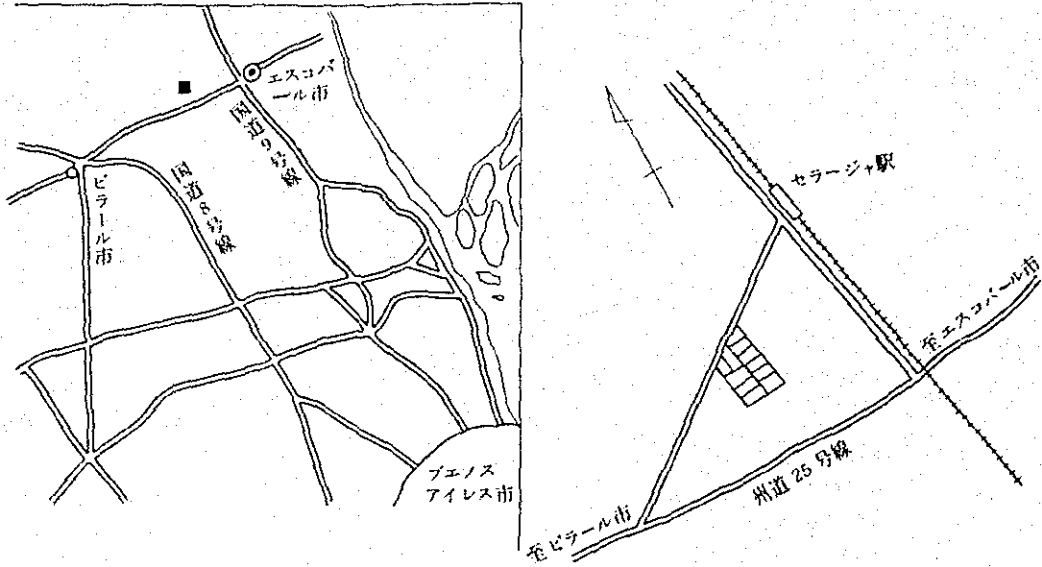 エスコバ
ール市
国道9号線
国道8号線
ピラール市
ブエノス
アイレス市
セラージャ駅
至エスコバール市
州道25号線
至ピラール市